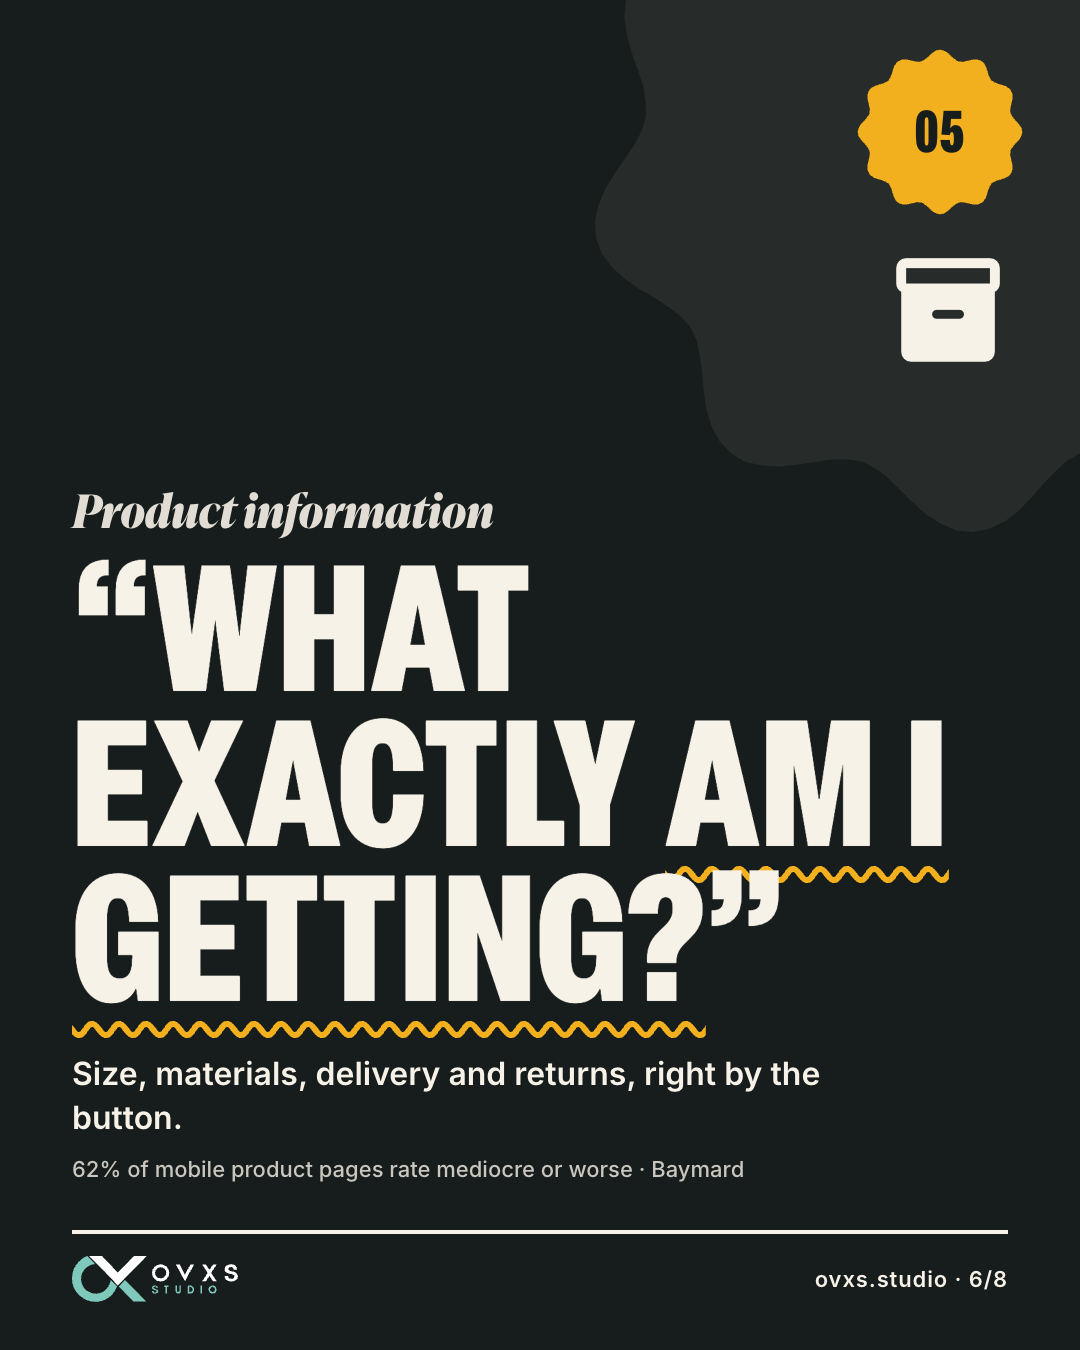 05
Product information
“WHAT
EXACTLY AM I
GETTING?”
Size, materials, delivery and returns, right by the
button.
62% of mobile product pages rate mediocre or worse · Baymard
OVXS
STUDIO
ovxs.studio · 6/8